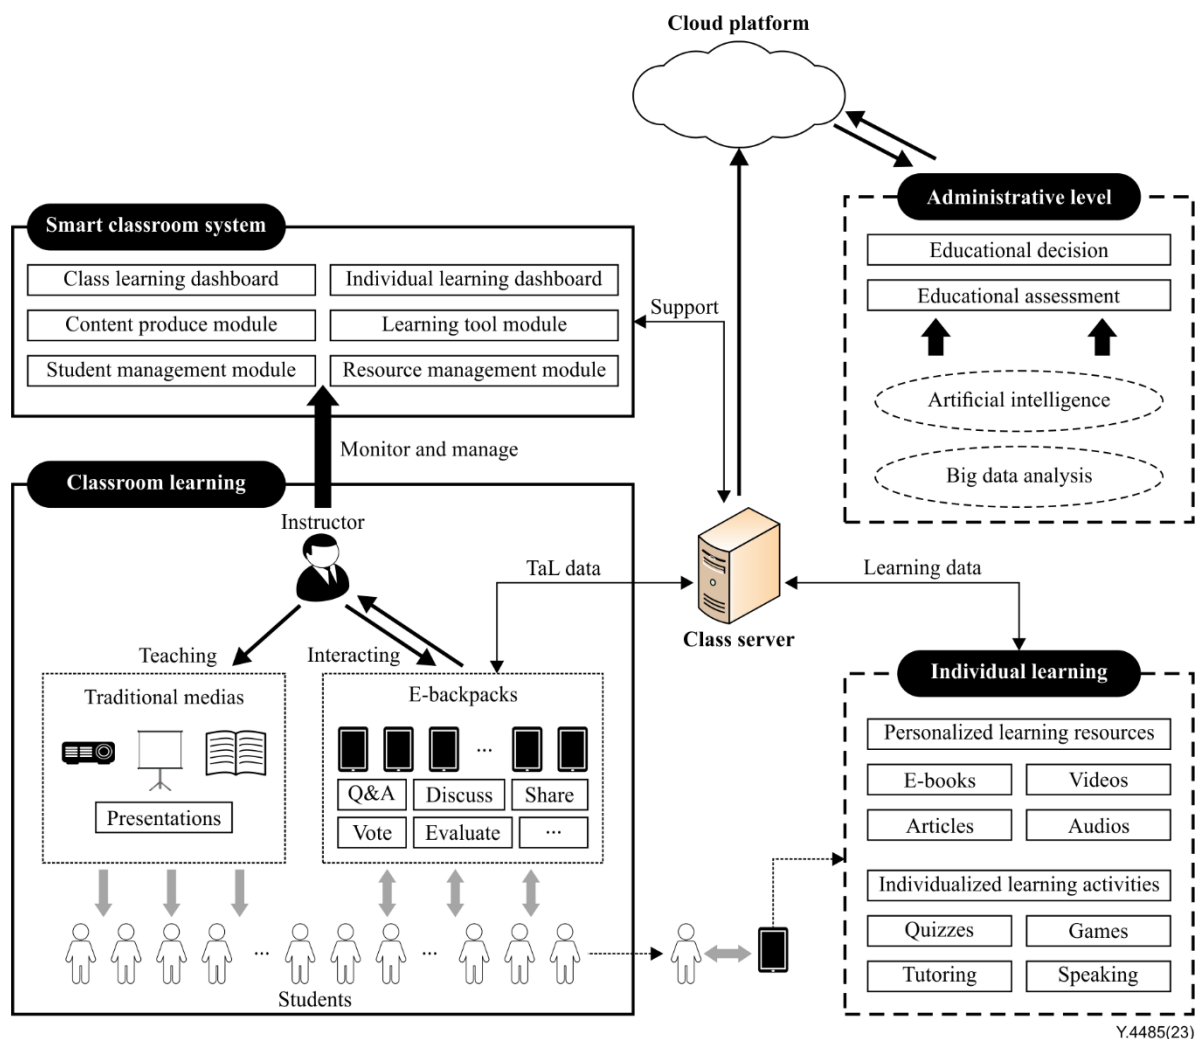 Cloud platform
Administrative level
Educational decision
Educational assessment
Artificial intelligence
Big data analysis
Smart classroom system
Class learning dashboard
Individual learning dashboard
Content produce module
Learning tool module
Student management module
Resource management module
Support
Monitor and manage
Classroom learning
Instructor
TaL data
Learning data
Class server
Teaching
Interacting
Traditional medias
Presentations
E-backpacks
...
Q&A
Discuss
Share
Vote
Evaluate
...
...
...
Students
Individual learning
Personalized learning resources
E-books
Videos
Articles
Audios
Individualized learning activities
Quizzes
Games
Tutoring
Speaking
Y.4485(23)